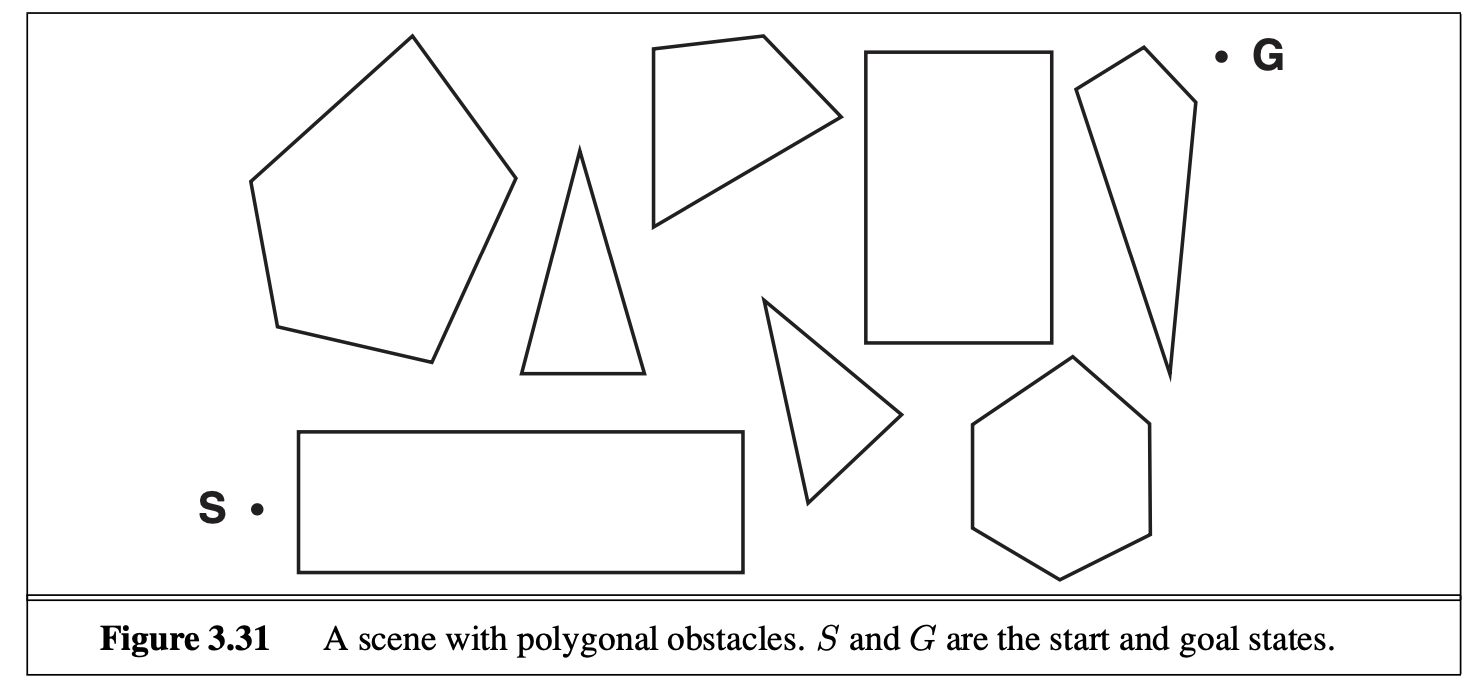 G
S
Figure 3.31 A scene with polygonal obstacles. S and G are the start and goal states.